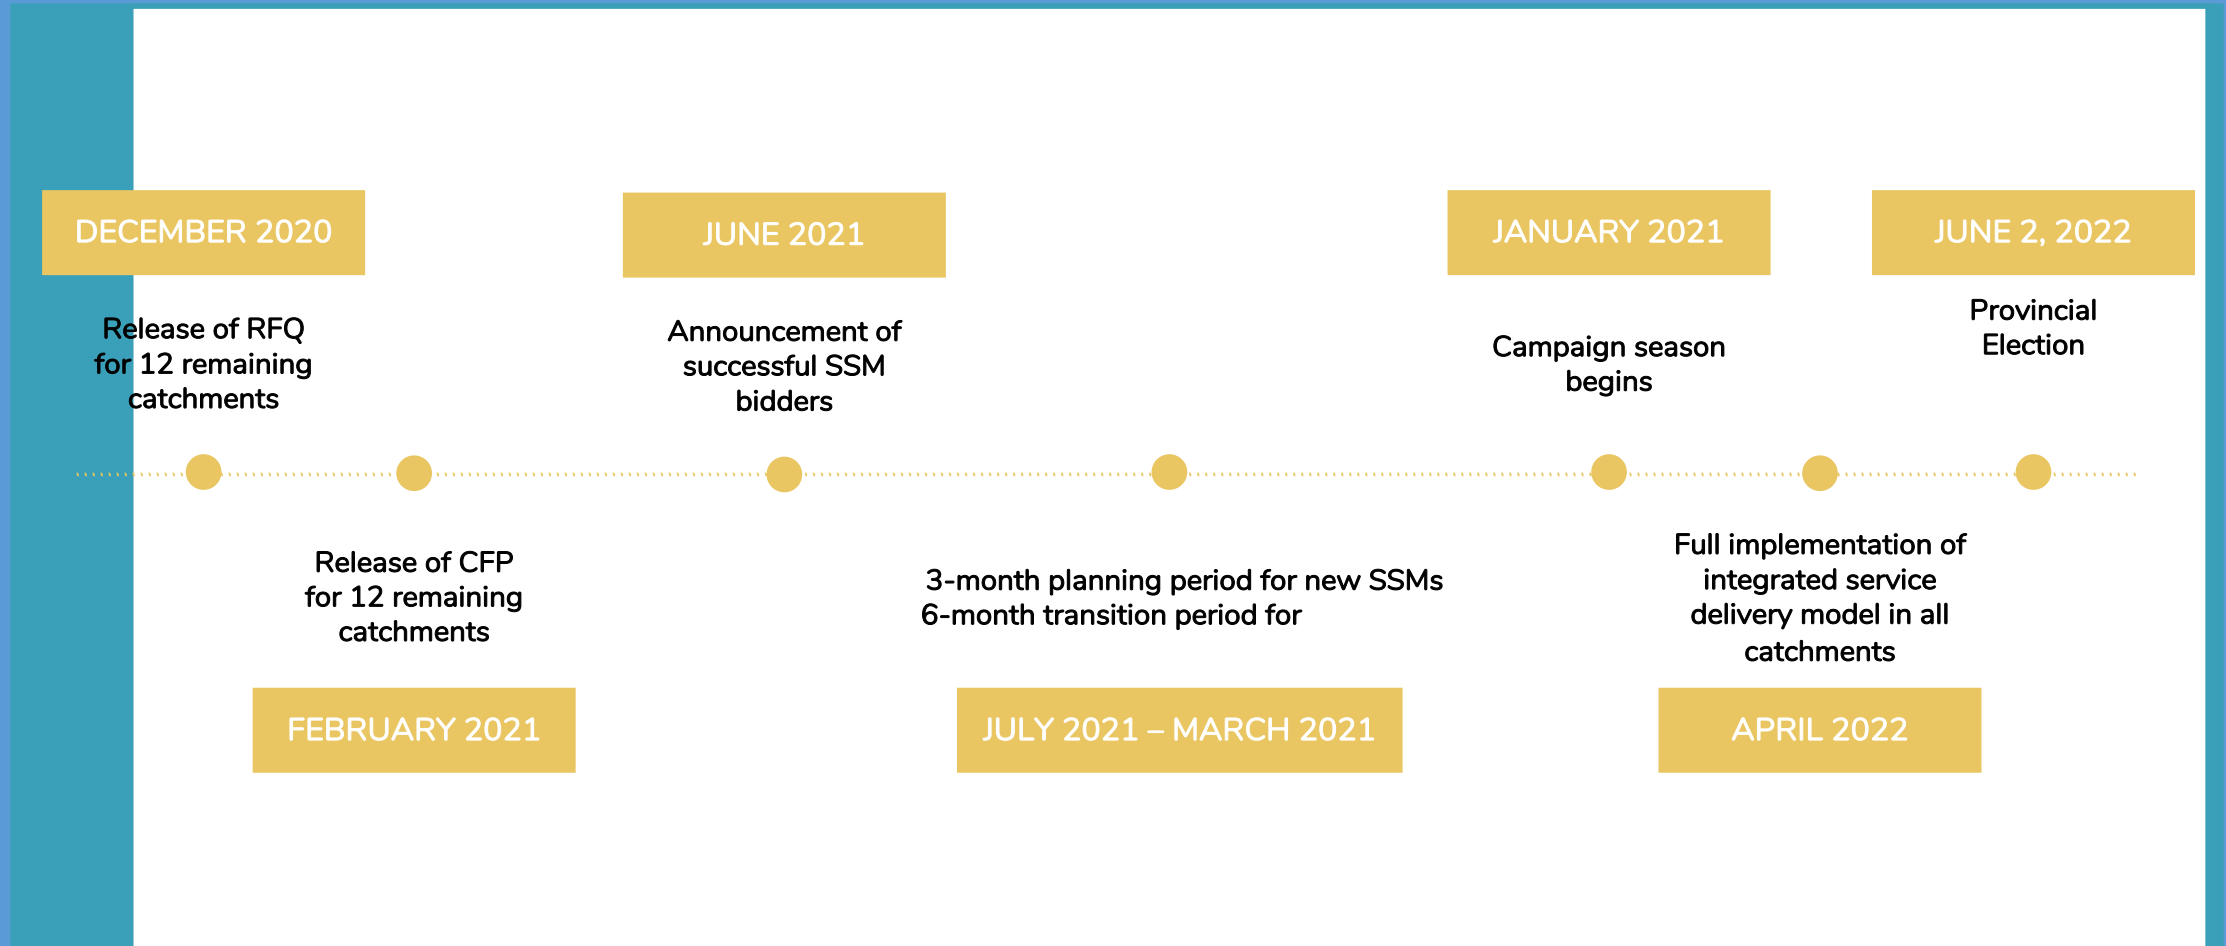 DECEMBER 2020
Release of RFQ
for 12 remaining
catchments
FEBRUARY 2021
Release of CFP
for 12 remaining
catchments
JUNE 2021
Announcement of
successful SSM
bidders
JULY 2021 – MARCH 2021
3-month planning period for new SSMs
6-month transition period for
JANUARY 2021
Campaign season
begins
APRIL 2022
Full implementation of
integrated service
delivery model in all
catchments
JUNE 2, 2022
Provincial
Election